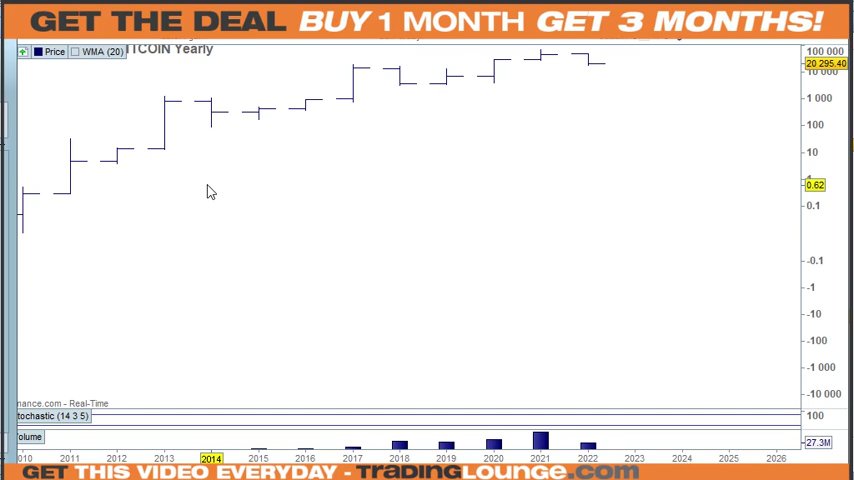 GET THE DEAL BUY 1 MONTH GET 3 MONTHS!
ITCOIN Yearly
Price WMA (20)
100 000
20 295.40
10 000
1 000
100
10
1
0.62
0.1
-0.1
-1
-10
-100
-1 000
-10 000
nance.com - Real-Time
tochastic (14 3 5)
100
olume
27.3M
010 2011 2012 2013 2014 2015 2016 2017 2018 2019 2020 2021 2022 2023 2024 2025 2026
GET THIS VIDEO EVERYDAY - TradingLounge.com